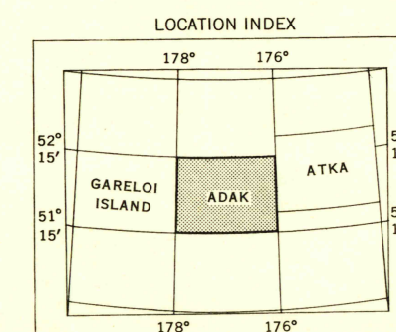 LOCATION INDEX
178° 176°
52°
15'
GARELOI
ISLAND
ADAK
ATKA
51°
15'
178° 176°